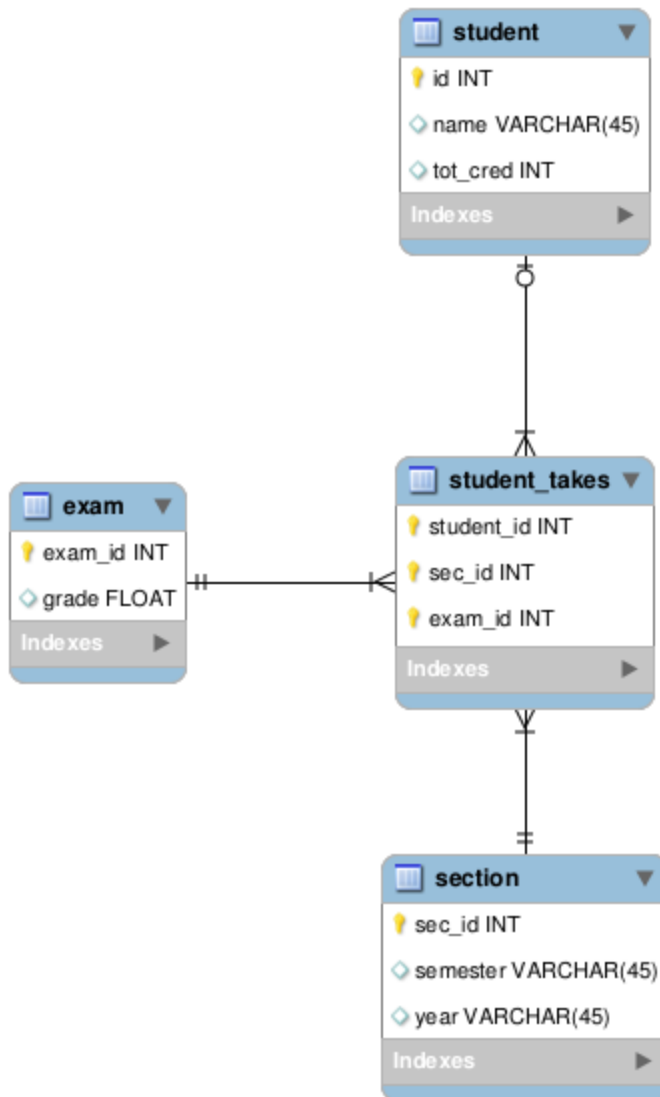 student
id INT
name VARCHAR(45)
tot_cred INT
Indexes
exam
exam_id INT
grade FLOAT
Indexes
student_takes
student_id INT
sec_id INT
exam_id INT
Indexes
section
sec_id INT
semester VARCHAR(45)
year VARCHAR(45)
Indexes